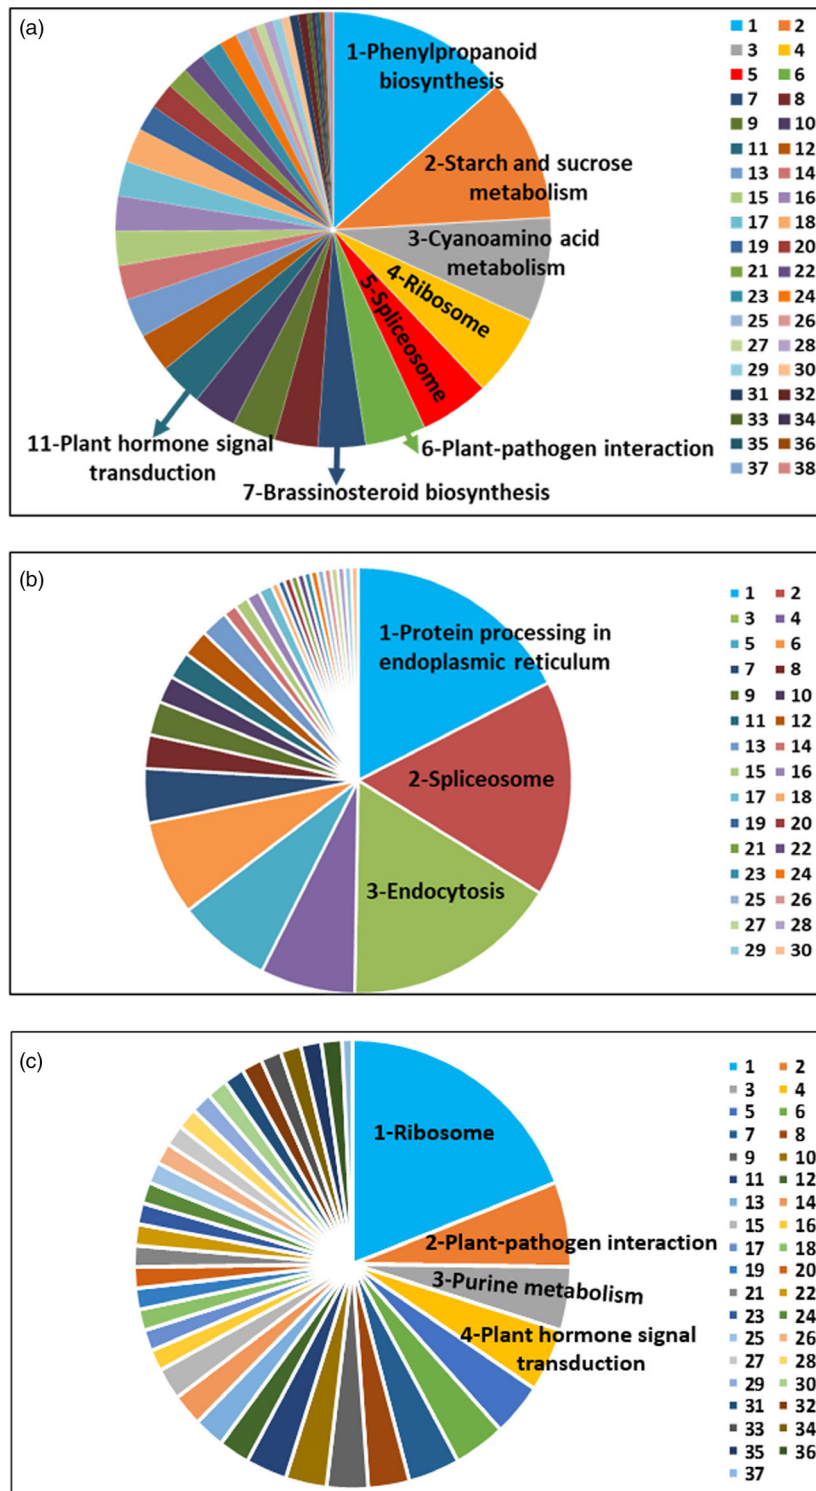 (a)
1-Phenylpropanoid
biosynthesis
2-Starch and sucrose
metabolism
3-Cyanoamino acid
metabolism
4-Ribosome
5-Spliceosome
6-Plant-pathogen interaction
7-Brassinosteroid biosynthesis
11-Plant hormone signal
transduction
1 2
3 4
5 6
7 8
9 10
11 12
13 14
15 16
17 18
19 20
21 22
23 24
25 26
27 28
29 30
31 32
33 34
35 36
37 38
(b)
1-Protein processing in
endoplasmic reticulum
2-Spliceosome
3-Endocytosis
1 2
3 4
5 6
7 8
9 10
11 12
13 14
15 16
17 18
19 20
21 22
23 24
25 26
27 28
29 30
(c)
1-Ribosome
2-Plant-pathogen interaction
3-Purine metabolism
4-Plant hormone signal
transduction
1 2
3 4
5 6
7 8
9 10
11 12
13 14
15 16
17 18
19 20
21 22
23 24
25 26
27 28
29 30
31 32
33 34
35 36
37